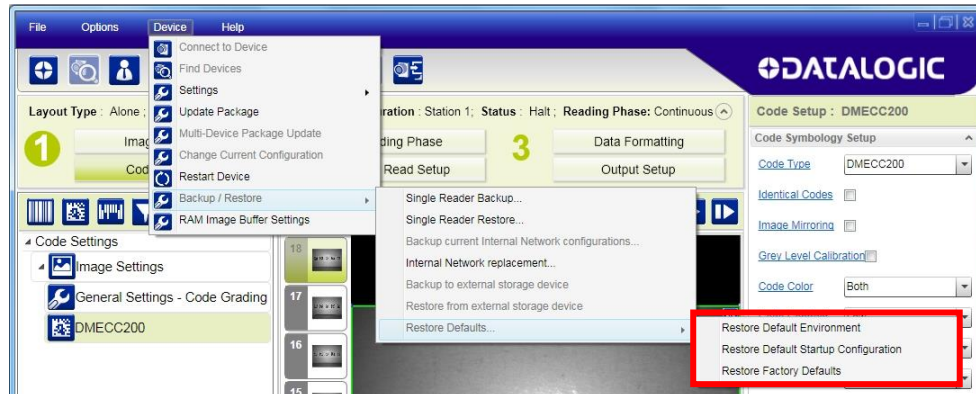 File Options Device Help
Connect to Device
Find Devices
Settings
Update Package
Multi-Device Package Update
Change Current Configuration
Restart Device
Backup / Restore
RAM Image Buffer Settings
DATALOGIC
Layout Type : Alone ; Station 1; Status : Halt ; Reading Phase: Continuous
1
Phase
3
Data Formatting
Read Setup
Output Setup
Single Reader Backup...
Single Reader Restore...
Backup current Internal Network configurations...
Internal Network replacement...
Backup to external storage device
Restore from external storage device
Restore Defaults...
Restore Default Environment
Restore Default Startup Configuration
Restore Factory Defaults
Code Settings
Image Settings
General Settings - Code Grading
DMECC200
18
17
16
15
Code Setup : DMECC200
Code Symbology Setup
Code Type DMECC200
Identical Codes
Image Mirroring
Grey Level Calibration
Code Color Both